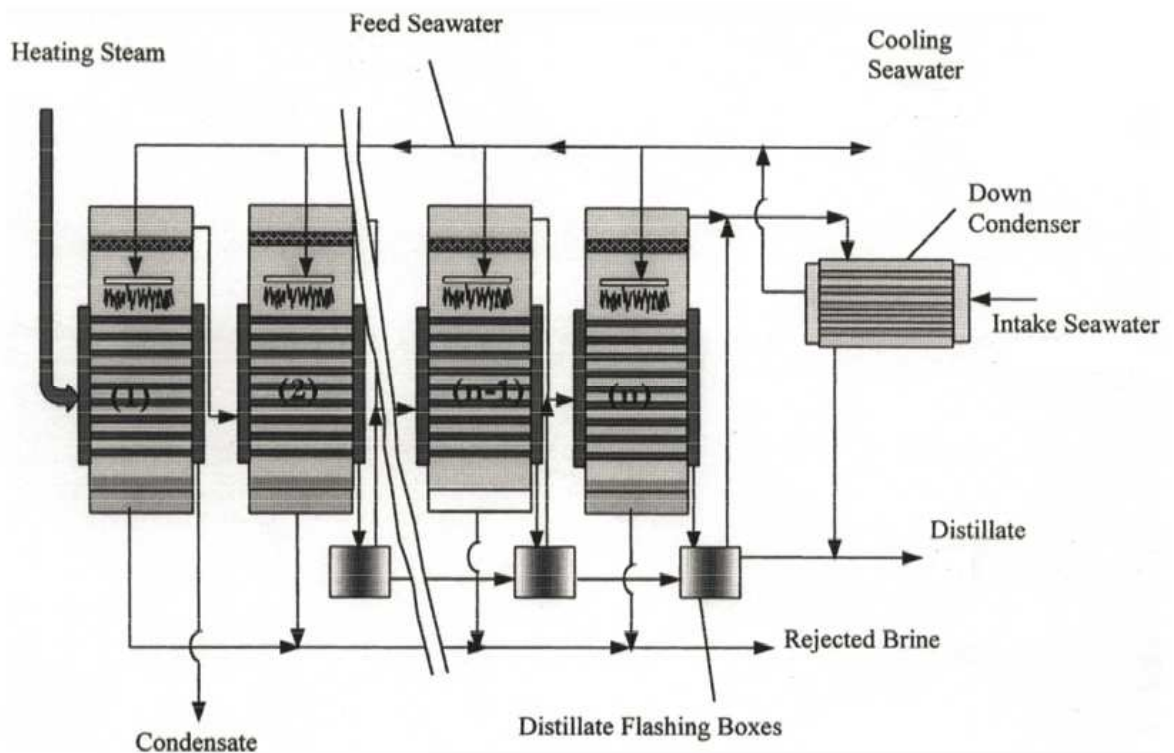 Feed Seawater
Heating Steam
Cooling
Seawater
Down
Condenser
Intake Seawater
(1)
(2)
(n-1)
(n)
Distillate
Rejected Brine
Distillate Flashing Boxes
Condensate